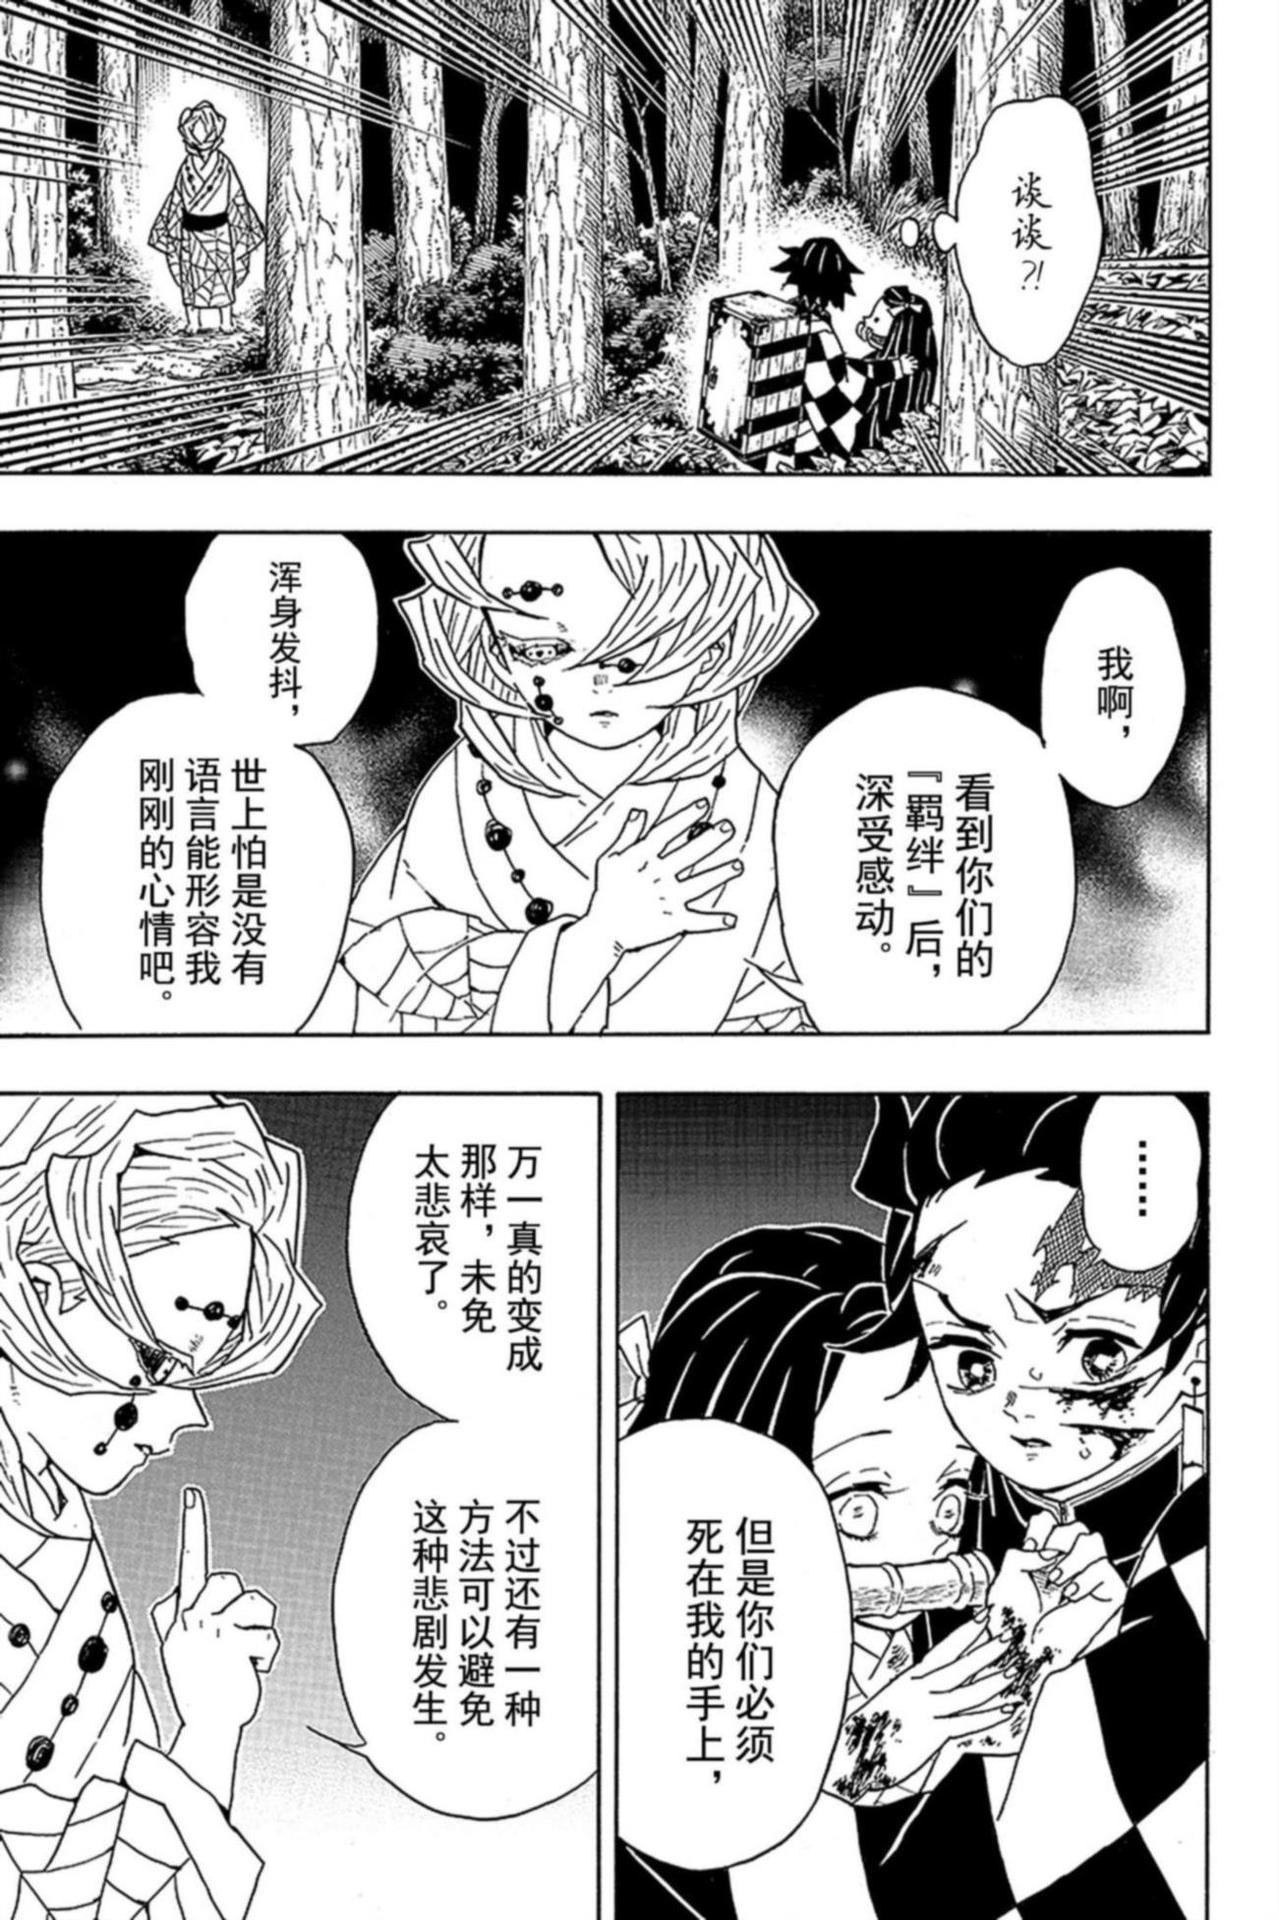 谈
谈
?!
我啊，
看到你们的
『羁绊』后，
深受感动。
浑身发抖，
世上怕是没有
语言能形容我
刚刚的心情吧。
……
但是你们必须
死在我的手上，
万一真的变成
那样，未免
太悲哀了。
不过还有一种
方法可以避免
这种悲剧发生。